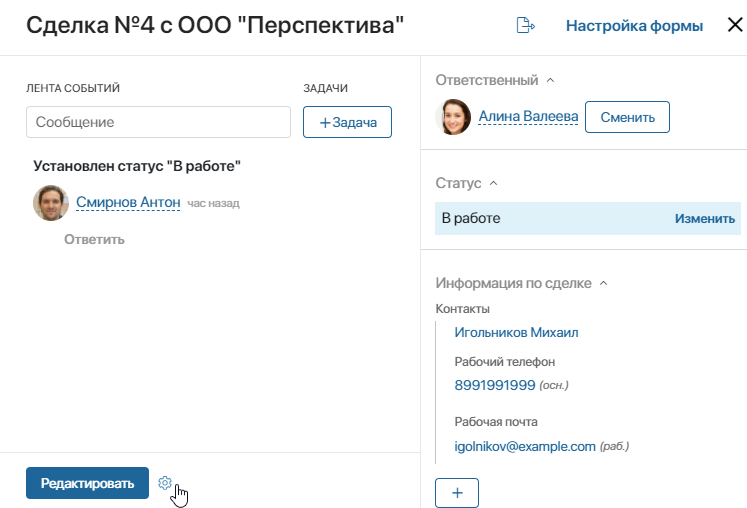 Сделка №4 с ООО "Перспектива"
Настройка формы
ЛЕНТА СОБЫТИЙ
ЗАДАЧИ
Сообщение
+Задача
Установлен статус "В работе"
Смирнов Антон час назад
Ответить
Редактировать
Ответственный
Алина Валеева
Сменить
Статус
В работе
Изменить
Информация по сделке
Контакты
Игольников Михаил
Рабочий телефон
8991991999 (осн.)
Рабочая почта
igolnikov@example.com (раб.)
+